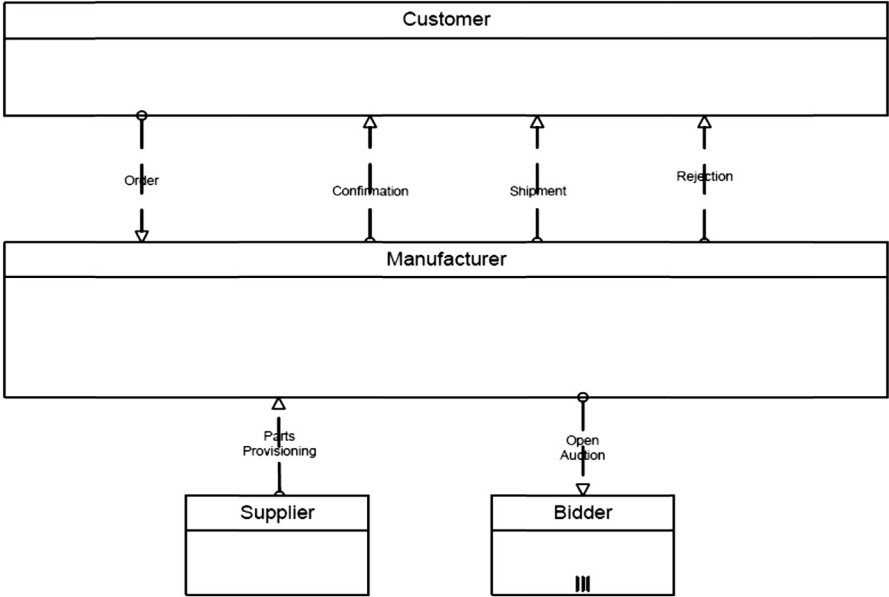 Customer
Order
Confirmation
Shipment
Rejection
Manufacturer
Parts
Provisioning
Open
Auction
Supplier
Bidder